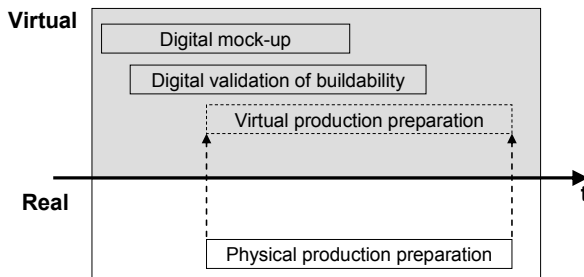 Virtual
Digital mock-up
Digital validation of buildability
Virtual production preparation
t
Real
Physical production preparation